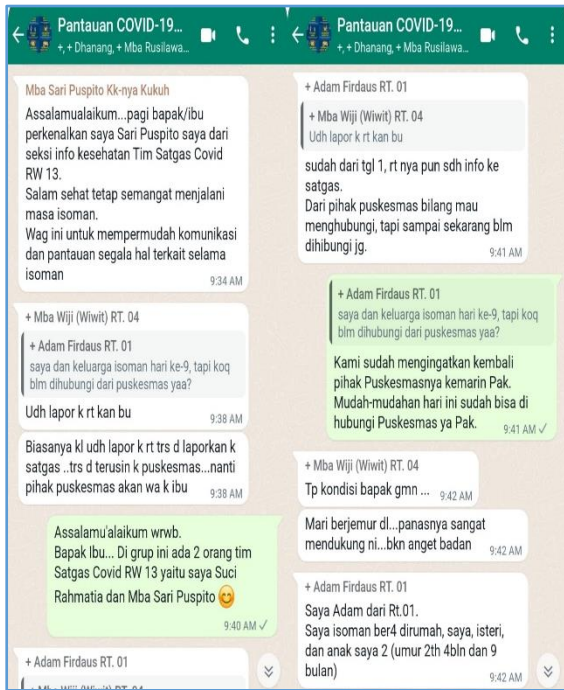 Pantauan COVID-19...
+, + Dhanang, + Mba Rusilawa...
Mba Sari Puspito Kk-nya Kukuh
Assalamualaikum...pagi bapak/ibu
perkenalkan saya Sari Puspito saya dari
seksi info kesehatan Tim Satgas Covid
RW 13.
Salam sehat tetap semangat menjalani
masa isoman.
Wag ini untuk mempermudah komunikasi
dan pantauan segala hal terkait selama
isoman
9:34 AM
+ Mba Wiji (Wiwit) RT. 04
+ Adam Firdaus RT. 01
saya dan keluarga isoman hari ke-9, tapi koq
blm dihubungi dari puskesmas yaa?
Udh lapor k rt kan bu
9:38 AM
Biasanya kl udh lapor k rt trs d laporkan k
satgas ..trs d terusin k puskesmas...nanti
pihak puskesmas akan wa k ibu
9:38 AM
Assalamu'alaikum wrwb.
Bapak Ibu... Di grup ini ada 2 orang tim
Satgas Covid RW 13 yaitu saya Suci
Rahmatia dan Mba Sari Puspito 😊
9:40 AM ✓
+ Adam Firdaus RT. 01
+ Mba Wiji (Wiwit) RT. 04
Pantauan COVID-19...
+, + Dhanang, + Mba Rusilawa...
+ Adam Firdaus RT. 01
+ Mba Wiji (Wiwit) RT. 04
Udh lapor k rt kan bu
sudah dari tgl 1, rt nya pun sdh info ke
satgas.
Dari pihak puskesmas bilang mau
menghubungi, tapi sampai sekarang blm
dihibungi jg.
9:41 AM
+ Adam Firdaus RT. 01
saya dan keluarga isoman hari ke-9, tapi koq
blm dihubungi dari puskesmas yaa?
Kami sudah mengingatkan kembali
pihak Puskesmasnya kemarin Pak.
Mudah-mudahan hari ini sudah bisa di
hubungi Puskesmas ya Pak.
9:41 AM ✓
+ Mba Wiji (Wiwit) RT. 04
Tp kondisi bapak gmn ...
9:42 AM
Mari berjemur dl...panasnya sangat
mendukung ni...bkn anget badan
9:42 AM
+ Adam Firdaus RT. 01
Saya Adam dari Rt.01.
Saya isoman ber4 dirumah, saya, isteri,
dan anak saya 2 (umur 2th 4bln dan 9
bulan)
9:42 AM